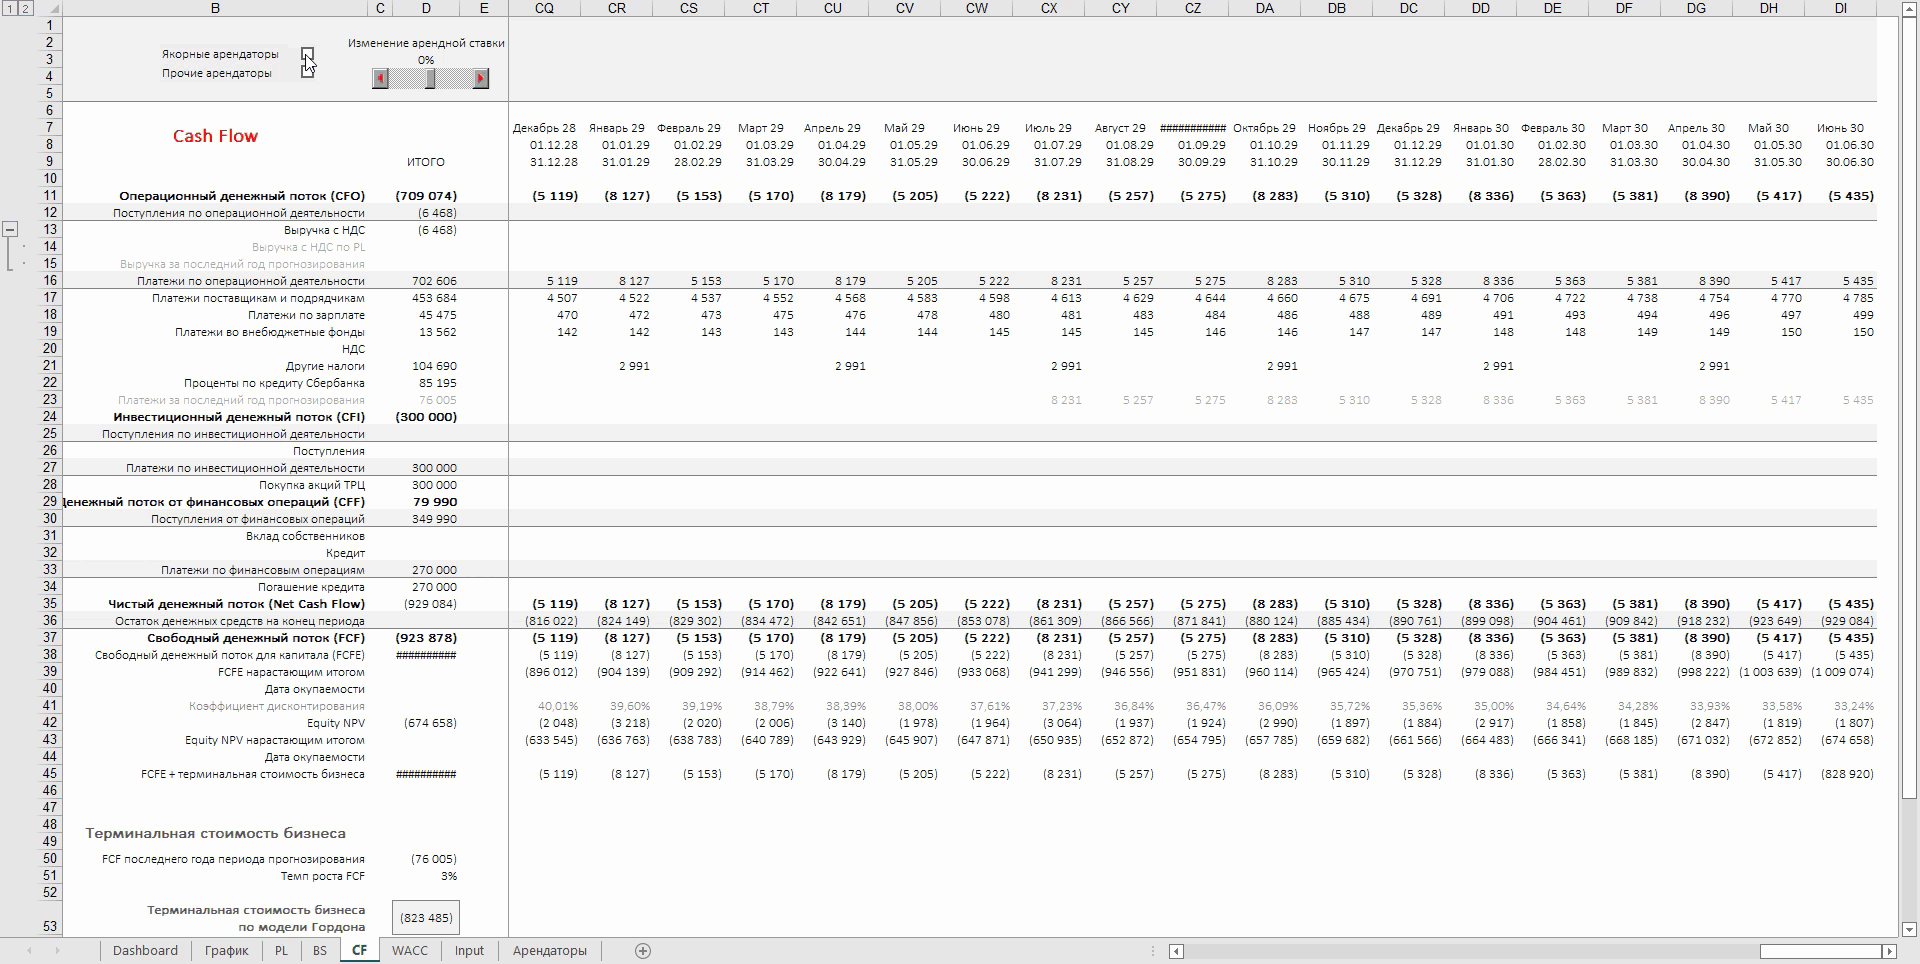 1 2 B C D E CQ CR CS CT CU CV CW CX CY CZ DA DB DC DD DE DF DG DH DI
1
2 Изменение арендной ставки
3 Якорные арендаторы 0%
4 Прочие арендаторы
5
6
7 Cash Flow Декабрь 28 Январь 29 Февраль 29 Март 29 Апрель 29 Май 29 Июнь 29 Июль 29 Август 29 ########### Октябрь 29 Ноябрь 29 Декабрь 29 Январь 30 Февраль 30 Март 30 Апрель 30 Май 30 Июнь 30
8 01.12.28 01.01.29 01.02.29 01.03.29 01.04.29 01.05.29 01.06.29 01.07.29 01.08.29 01.09.29 01.10.29 01.11.29 01.12.29 01.01.30 01.02.30 01.03.30 01.04.30 01.05.30 01.06.30
9 ИТОГО 31.12.28 31.01.29 28.02.29 31.03.29 30.04.29 31.05.29 30.06.29 31.07.29 31.08.29 30.09.29 31.10.29 30.11.29 31.12.29 31.01.30 28.02.30 31.03.30 30.04.30 31.05.30 30.06.30
10
11 Операционный денежный поток (CFO) (709 074) (5 119) (8 127) (5 153) (5 170) (8 179) (5 205) (5 222) (8 231) (5 257) (5 275) (8 283) (5 310) (5 328) (8 336) (5 363) (5 381) (8 390) (5 417) (5 435)
12 Поступления по операционной деятельности (6 468)
13 Выручка с НДС (6 468)
14 Выручка с НДС по PL
15 Выручка за последний год прогнозирования
16 Платежи по операционной деятельности 702 606 5 119 8 127 5 153 5 170 8 179 5 205 5 222 8 231 5 257 5 275 8 283 5 310 5 328 8 336 5 363 5 381 8 390 5 417 5 435
17 Платежи поставщикам и подрядчикам 453 684 4 507 4 522 4 537 4 552 4 568 4 583 4 598 4 613 4 629 4 644 4 660 4 675 4 691 4 706 4 722 4 738 4 754 4 770 4 785
18 Платежи по зарплате 45 475 470 472 473 475 476 478 480 481 483 484 486 488 489 491 493 494 496 497 499
19 Платежи во внебюджетные фонды 13 562 142 142 143 143 144 144 145 145 145 146 146 147 147 148 148 149 149 150 150
20 НДС
21 Другие налоги 104 690 2 991 2 991 2 991 2 991 2 991 2 991
22 Проценты по кредиту Сбербанка 85 195
23 Платежи за последний год прогнозирования 76 005 8 231 5 257 5 275 8 283 5 310 5 328 8 336 5 363 5 381 8 390 5 417 5 435
24 Инвестиционный денежный поток (CFI) (300 000)
25 Поступления по инвестиционной деятельности
26 Поступления
27 Платежи по инвестиционной деятельности 300 000
28 Покупка акций ТРЦ 300 000
29 Денежный поток от финансовых операций (CFF) 79 990
30 Поступления от финансовых операций 349 990
31 Вклад собственников
32 Кредит
33 Платежи по финансовым операциям 270 000
34 Погашение кредита 270 000
35 Чистый денежный поток (Net Cash Flow) (929 084) (5 119) (8 127) (5 153) (5 170) (8 179) (5 205) (5 222) (8 231) (5 257) (5 275) (8 283) (5 310) (5 328) (8 336) (5 363) (5 381) (8 390) (5 417) (5 435)
36 Остаток денежных средств на конец периода (816 022) (824 149) (829 302) (834 472) (842 651) (847 856) (853 078) (861 309) (866 566) (871 841) (880 124) (885 434) (890 761) (899 098) (904 461) (909 842) (918 232) (923 649) (929 084)
37 Свободный денежный поток (FCF) (923 878) (5 119) (8 127) (5 153) (5 170) (8 179) (5 205) (5 222) (8 231) (5 257) (5 275) (8 283) (5 310) (5 328) (8 336) (5 363) (5 381) (8 390) (5 417) (5 435)
38 Свободный денежный поток для капитала (FCFE) ########## (5 119) (8 127) (5 153) (5 170) (8 179) (5 205) (5 222) (8 231) (5 257) (5 275) (8 283) (5 310) (5 328) (8 336) (5 363) (5 381) (8 390) (5 417) (5 435)
39 FCFE нарастающим итогом (896 012) (904 139) (909 292) (914 462) (922 641) (927 846) (933 068) (941 299) (946 556) (951 831) (960 114) (965 424) (970 751) (979 088) (984 451) (989 832) (998 222) (1 003 639) (1 009 074)
40 Дата окупаемости
41 Коэффициент дисконтирования 40,01% 39,60% 39,19% 38,79% 38,39% 38,00% 37,61% 37,23% 36,84% 36,47% 36,09% 35,72% 35,36% 35,00% 34,64% 34,28% 33,93% 33,58% 33,24%
42 Equity NPV (674 658) (2 048) (3 218) (2 020) (2 006) (3 140) (1 978) (1 964) (3 064) (1 937) (1 924) (2 990) (1 897) (1 884) (2 917) (1 858) (1 845) (2 847) (1 819) (1 807)
43 Equity NPV нарастающим итогом (633 545) (636 763) (638 783) (640 789) (643 929) (645 907) (647 871) (650 935) (652 872) (654 795) (657 785) (659 682) (661 566) (664 483) (666 341) (668 185) (671 032) (672 852) (674 658)
44 Дата окупаемости
45 FCFE + терминальная стоимость бизнеса ########## (5 119) (8 127) (5 153) (5 170) (8 179) (5 205) (5 222) (8 231) (5 257) (5 275) (8 283) (5 310) (5 328) (8 336) (5 363) (5 381) (8 390) (5 417) (828 920)
46
47
48
Терминальная стоимость бизнеса
49
50 FCF последнего года периода прогнозирования (76 005)
51 Темп роста FCF 3%
52
Терминальная стоимость бизнеса
53 по модели Гордона (823 485)
Dashboard График PL BS CF WACC Input Арендаторы